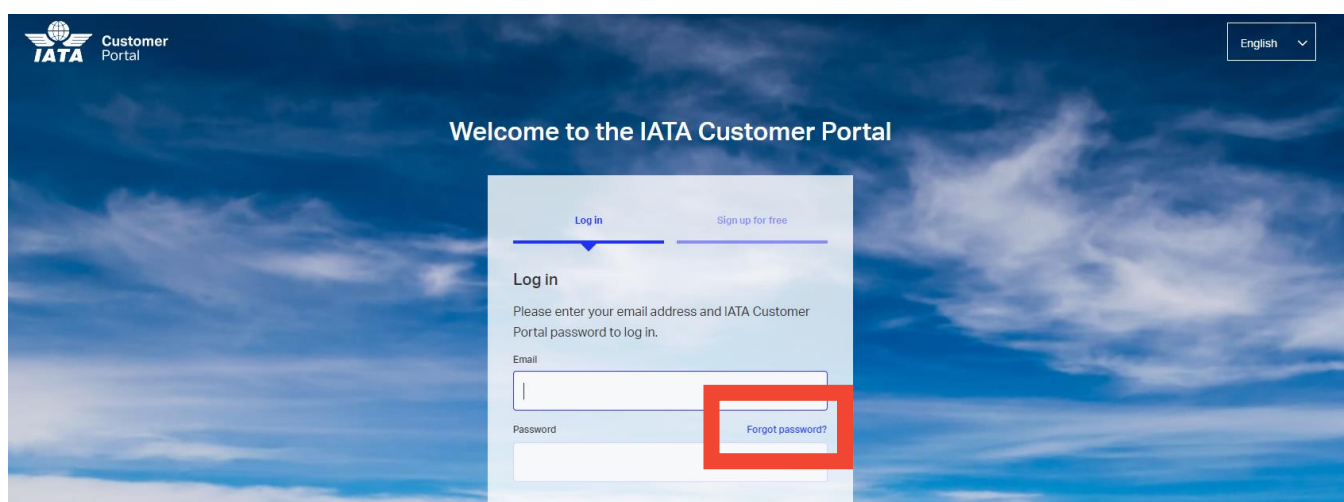 Customer
Portal
IATA
English
Welcome to the IATA Customer Portal
Log in
Sign up for free
Log in
Please enter your email address and IATA Customer
Portal password to log in.
Email
Password
Forgot password?